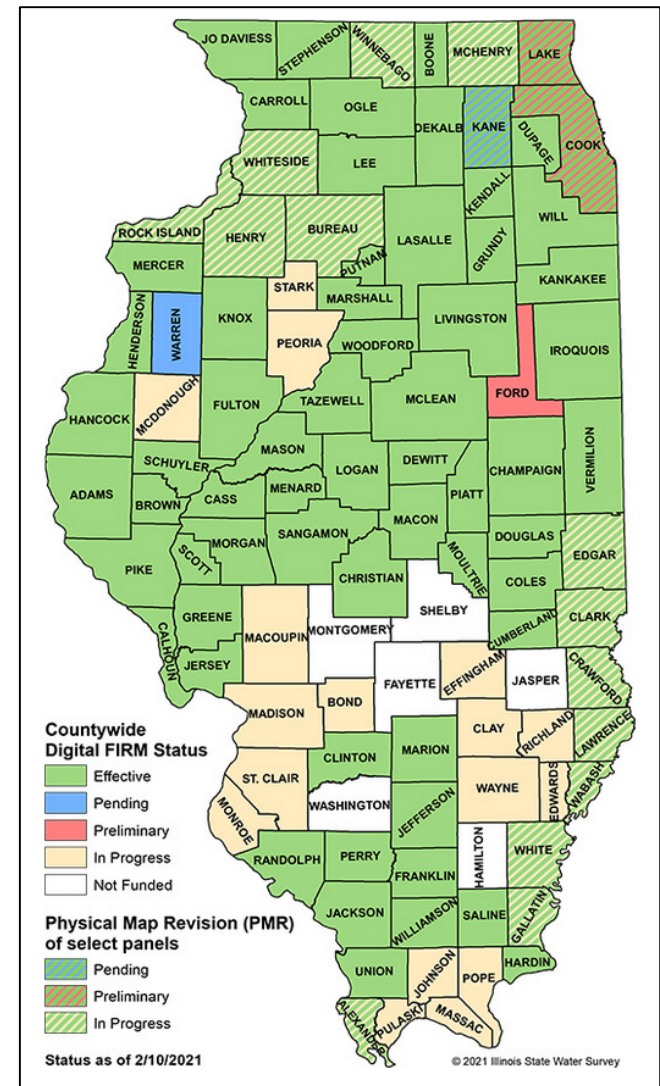 JO DAVIESS
STEPHENSON
WINNEBAGO
BOONE
MCHENRY
LAKE
CARROLL
OGLE
DEKALB
KANE
DUPAGE
COOK
WHITESIDE
LEE
KENDALL
WILL
ROCK ISLAND
HENRY
BUREAU
LASALLE
GRUNDY
MERCER
PUTNAM
KANKAKEE
STARK
MARSHALL
HENDERSON
WARREN
KNOX
PEORIA
WOODFORD
LIVINGSTON
IROQUOIS
FORD
MCDONOUGH
HANCOCK
FULTON
TAZEWELL
MCLEAN
MASON
SCHUYLER
LOGAN
DEWITT
CHAMPAIGN
VERMILION
ADAMS
BROWN
CASS
MENARD
PIATT
MACON
SANGAMON
MORGAN
DOUGLAS
EDGAR
PIKE
SCOTT
CHRISTIAN
MOULTRIE
COLES
SHELBY
GREENE
CALHOUN
MACOUPIN
MONTGOMERY
CUMBERLAND
CLARK
JERSEY
FAYETTE
EFFINGHAM
JASPER
CRAWFORD
MADISON
BOND
CLAY
RICHLAND
LAWRENCE
CLINTON
MARION
ST. CLAIR
WAYNE
EDWARDS
WABASH
MONROE
WASHINGTON
JEFFERSON
RANDOLPH
PERRY
FRANKLIN
HAMILTON
WHITE
JACKSON
WILLIAMSON
SALINE
GALLATIN
UNION
JOHNSON
POPE
HARDIN
ALEXANDER
PULASKI
MASSAC
Countywide
Digital FIRM Status
Effective
Pending
Preliminary
In Progress
Not Funded
Physical Map Revision (PMR)
of select panels
Pending
Preliminary
In Progress
Status as of 2/10/2021
© 2021 Illinois State Water Survey